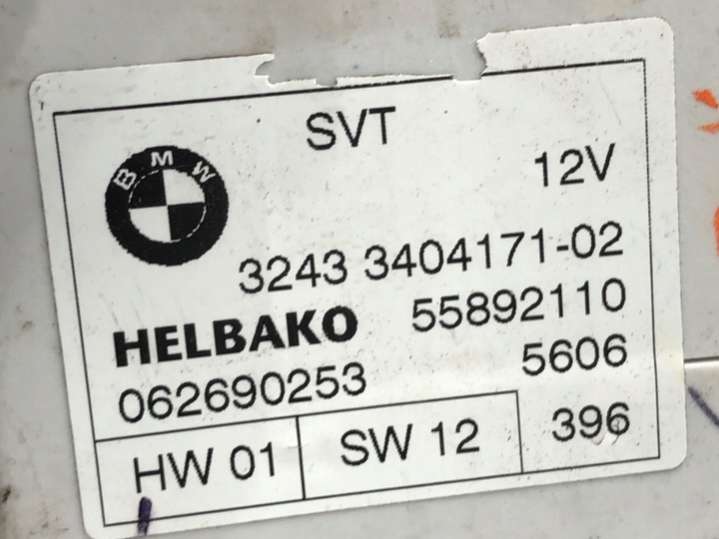 SVT
BMW
12V
3243 3404171-02
HELBAKO 55892110
062690253 5606
HW 01 SW 12 396